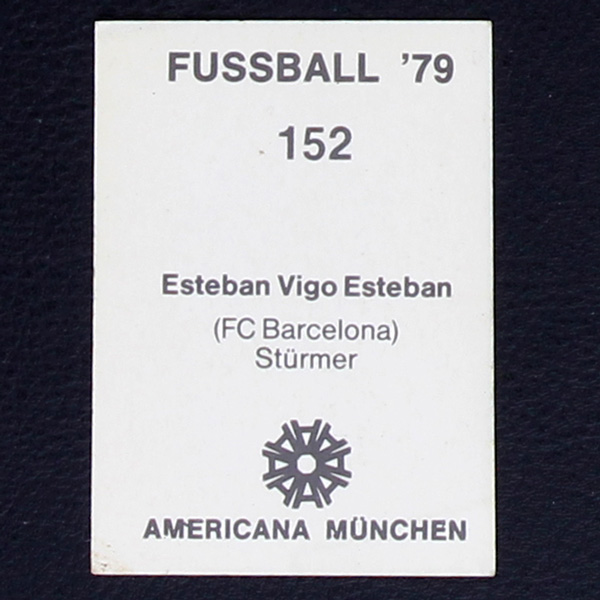 FUSSBALL ’79
152
Esteban Vigo Esteban
(FC Barcelona)
Stürmer
AMERICANA MÜNCHEN